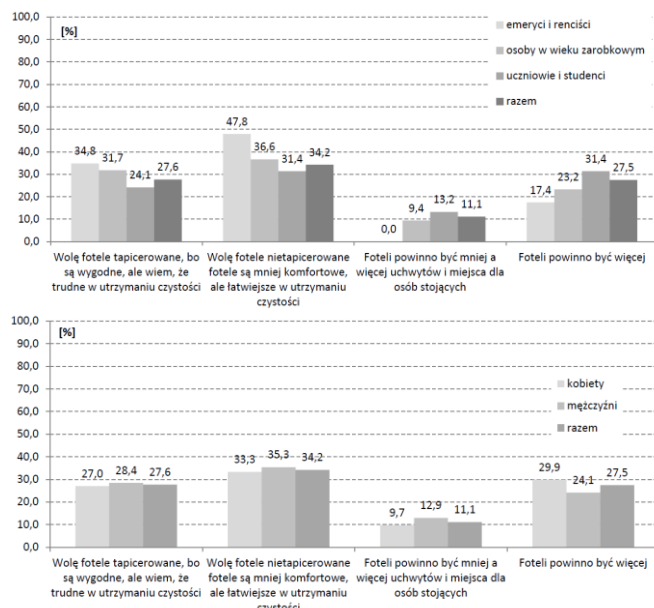 100,0
90,0
80,0
70,0
60,0
50,0
40,0
30,0
20,0
10,0
0,0
[%]
emeryci i renciści
osoby w wieku zarobkowym
uczniowie i studenci
razem
34,8
31,7
24,1
27,6
47,8
36,6
31,4
34,2
0,0
9,4
13,2
11,1
17,4
23,2
31,4
27,5
Wolę fotele tapicerowane, bo
są wygodne, ale wiem, że
trudne w utrzymaniu czystości
Wolę fotele nietapicerowane
fotele są mniej komfortowe,
ale łatwiejsze w utrzymaniu
czystości
Foteli powinno być mniej a
więcej uchwytów i miejsca dla
osób stojących
Foteli powinno być więcej
100,0
90,0
80,0
70,0
60,0
50,0
40,0
30,0
20,0
10,0
0,0
[%]
kobiety
mężczyźni
razem
27,0
28,4
27,6
33,3
35,3
34,2
9,7
12,9
11,1
29,9
24,1
27,5
Wolę fotele tapicerowane, bo
są wygodne, ale wiem, że
trudne w utrzymaniu czystości
Wolę fotele nietapicerowane
fotele są mniej komfortowe,
ale łatwiejsze w utrzymaniu
czystości
Foteli powinno być mniej a
więcej uchwytów i miejsca dla
osób stojących
Foteli powinno być więcej